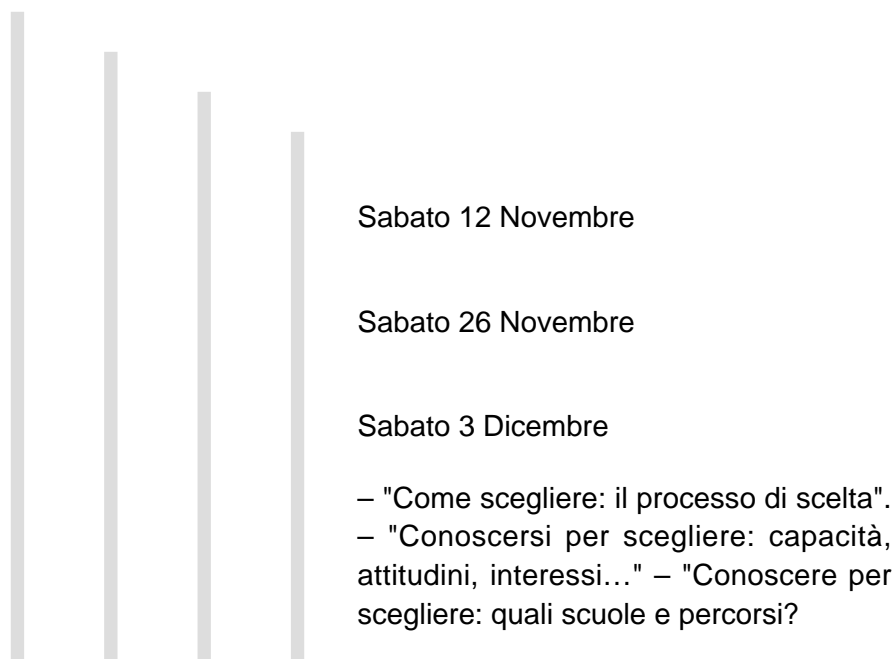 Sabato 12 Novembre
Sabato 26 Novembre
Sabato 3 Dicembre
– "Come scegliere: il processo di scelta".
– "Conoscersi per scegliere: capacità,
attitudini, interessi…" – "Conoscere per
scegliere: quali scuole e percorsi?